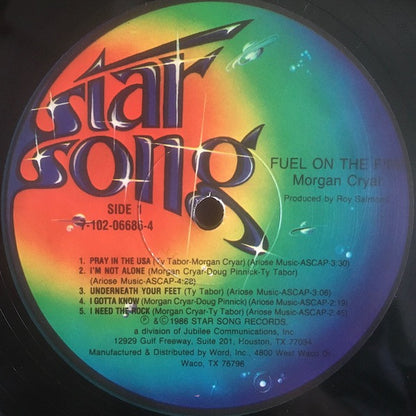 star
song
FUEL ON THE
Morgan Cryar
Produced by Roy Salmond
SIDE 1
7-102-06686-4
1. PRAY IN THE USA (Ty Tabor-Morgan Cryar) (Ariose Music-ASCAP-3:30)
2. I'M NOT ALONE (Morgan Cryar-Doug Pinnick-Ty Tabor)
(Ariose Music-ASCAP-4:22)
3. UNDERNEATH YOUR FEET (Ty Tabor) (Ariose Music-ASCAP-3:06)
4. I GOTTA KNOW (Morgan Cryar-Doug Pinnick) (Ariose Music-ASCAP-2:19)
5. I NEED THE ROCK (Morgan Cryar-Ty Tabor) (Ariose Music-ASCAP-2:45)
℗ &© 1986 STAR SONG RECORDS,
a division of Jubilee Communications, Inc.
12929 Gulf Freeway, Suite 201, Houston, TX 77034
Manufactured & Distributed by Word, Inc., 4800 West Waco Dr.
Waco, TX 76796